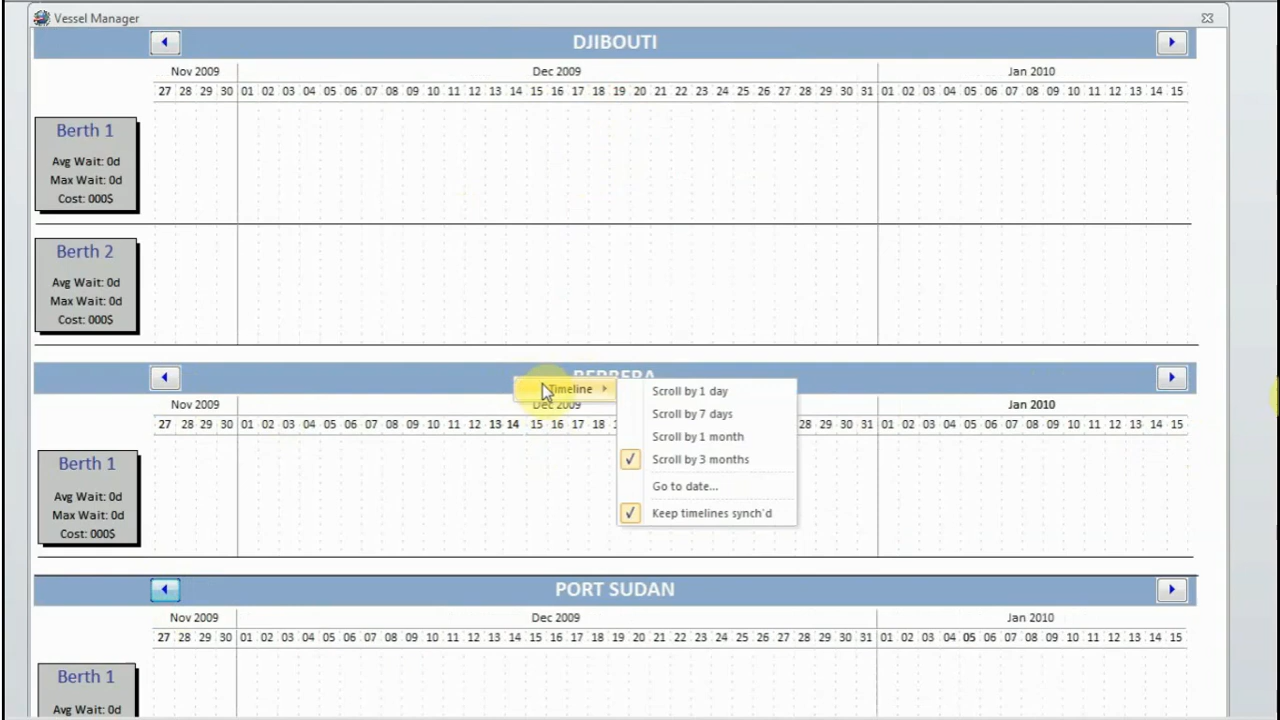 Vessel Manager
DJIBOUTI
Nov 2009 Dec 2009 Jan 2010
27 28 29 30 01 02 03 04 05 06 07 08 09 10 11 12 13 14 15 16 17 18 19 20 21 22 23 24 25 26 27 28 29 30 31 01 02 03 04 05 06 07 08 09 10 11 12 13 14 15
Berth 1
Avg Wait: 0d
Max Wait: 0d
Cost: 000$
Berth 2
Avg Wait: 0d
Max Wait: 0d
Cost: 000$
BERBERA
Timeline
Nov 2009 Dec 2009 Jan 2010
27 28 29 30 01 02 03 04 05 06 07 08 09 10 11 12 13 14 15 16 17 18 28 29 30 31 01 02 03 04 05 06 07 08 09 10 11 12 13 14 15
Scroll by 1 day
Scroll by 7 days
Scroll by 1 month
Scroll by 3 months
Go to date...
Keep timelines synch'd
Berth 1
Avg Wait: 0d
Max Wait: 0d
Cost: 000$
PORT SUDAN
Nov 2009 Dec 2009 Jan 2010
27 28 29 30 01 02 03 04 05 06 07 08 09 10 11 12 13 14 15 16 17 18 19 20 21 22 23 24 25 26 27 28 29 30 31 01 02 03 04 05 06 07 08 09 10 11 12 13 14 15
Berth 1
Avg Wait: 0d